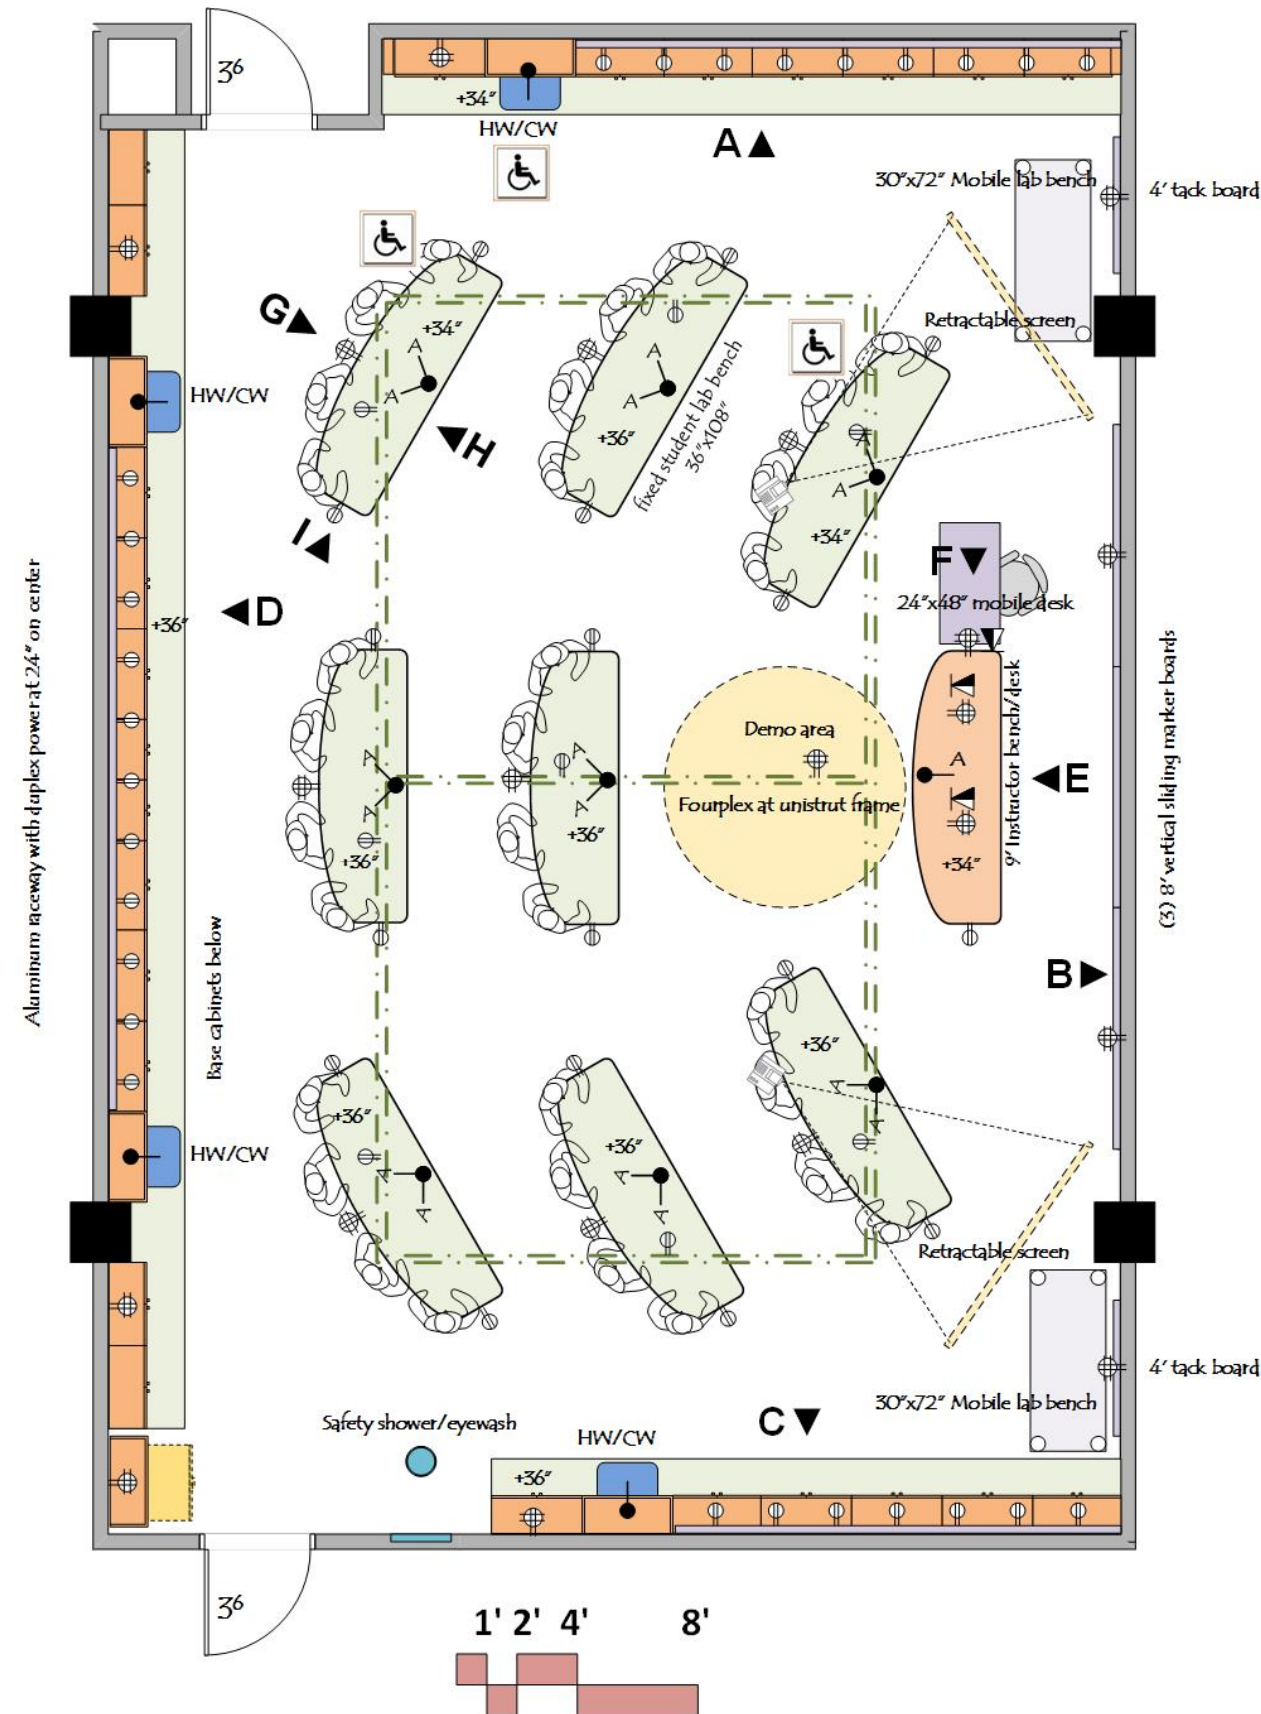 3⁶
+34"
HW/CW
A
30"x72" Mobile lab bench
4' tack board
G
+34"
A
A
H
I
A
A
+36"
fixed student lab bench
36"x108"
Retractable screen
A
A
+34"
HW/CW
F
24"x48" mobile desk
D
+36"
Aluminum raceway with duplex power at 24" on center
Base cabinets below
A
A
+36"
A
A
+36"
Demo area
Fourplex at unistrut frame
A
+34"
9' Instructor bench/desk
E
(3) 8' vertical sliding marker boards
B
+36"
A
A
+36"
A
A
+36"
A
A
HW/CW
Retractable screen
4' tack board
30"x72" Mobile lab bench
Safety shower/eyewash
HW/CW
C
+36"
3⁶
1' 2' 4' 8'